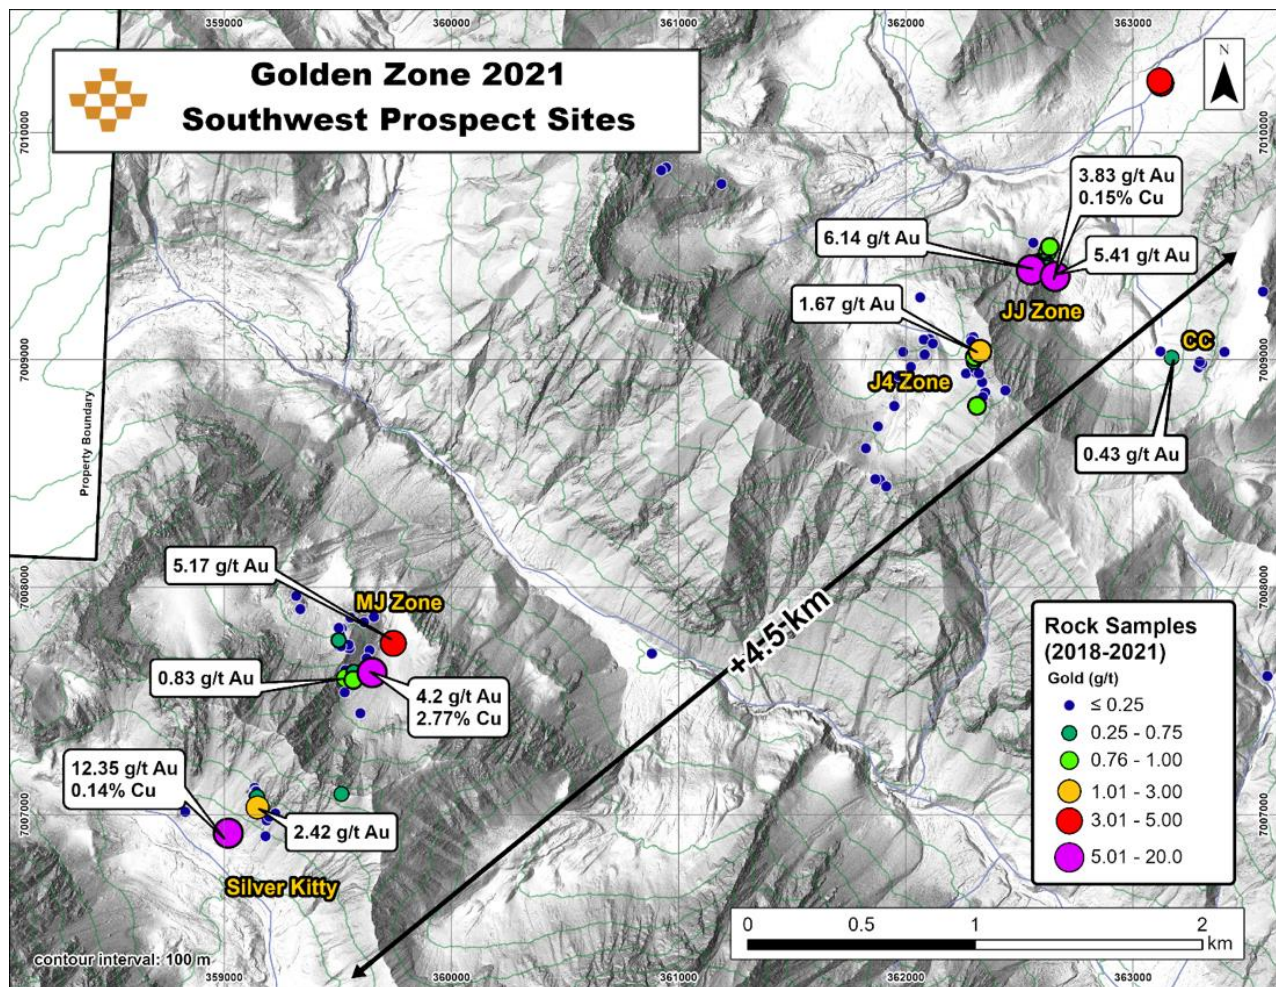 359000
360000
361000
362000
363000
Golden Zone 2021
Southwest Prospect Sites
N
7010000
7010000
3.83 g/t Au
0.15% Cu
6.14 g/t Au
5.41 g/t Au
1.67 g/t Au
JJ Zone
CC
7009000
7009000
J4 Zone
Property Boundary
0.43 g/t Au
5.17 g/t Au
7008000
7008000
MJ Zone
+4-5-km
0.83 g/t Au
4.2 g/t Au
2.77% Cu
12.35 g/t Au
0.14% Cu
2.42 g/t Au
7007000
7007000
Silver Kitty
Rock Samples
(2018-2021)
Gold (g/t)
≤ 0.25
0.25 - 0.75
0.76 - 1.00
1.01 - 3.00
3.01 - 5.00
5.01 - 20.0
0 0.5 1 2
km
contour interval: 100 m
359000
360000
361000
362000
363000